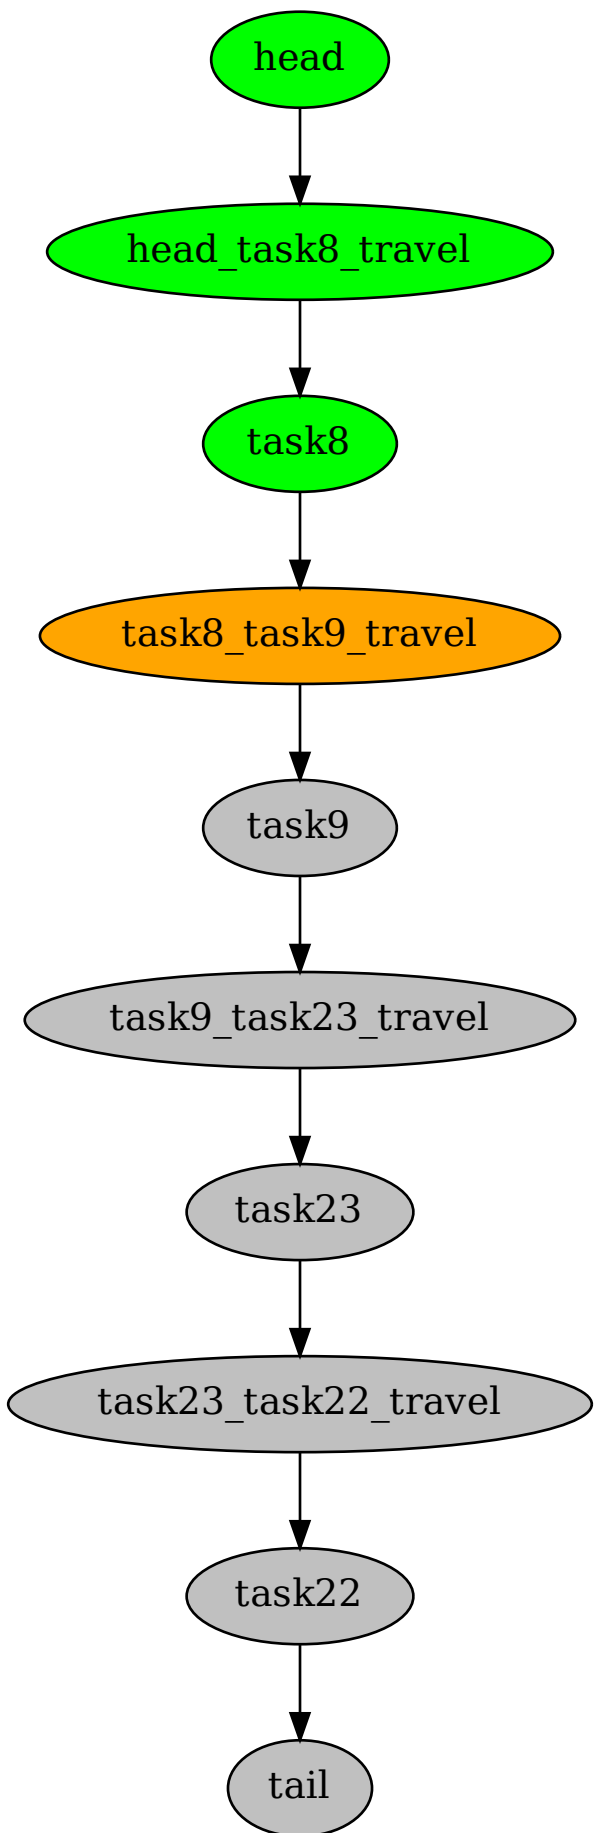 head
head_task8_travel
task8
task8_task9_travel
task9
task9_task23_travel
task23
task23_task22_travel
task22
tail